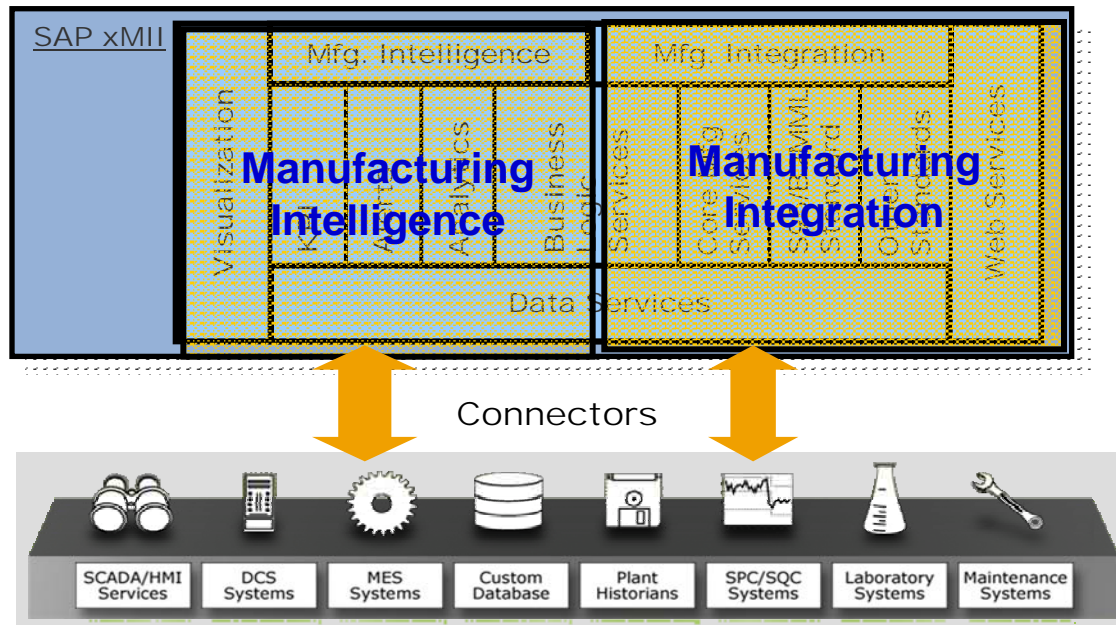 SAP xMII
Mfg. Intelligence
Mfg. Integration
Visualization
Analytics
Business
Logic
Services
Services
Standard
Standards
Web Services
Manufacturing
Intelligence
Manufacturing
Integration
Data Services
Connectors
SCADA/HMI
Services
DCS
Systems
MES
Systems
Custom
Database
Plant
Historians
SPC/SQC
Systems
Laboratory
Systems
Maintenance
Systems